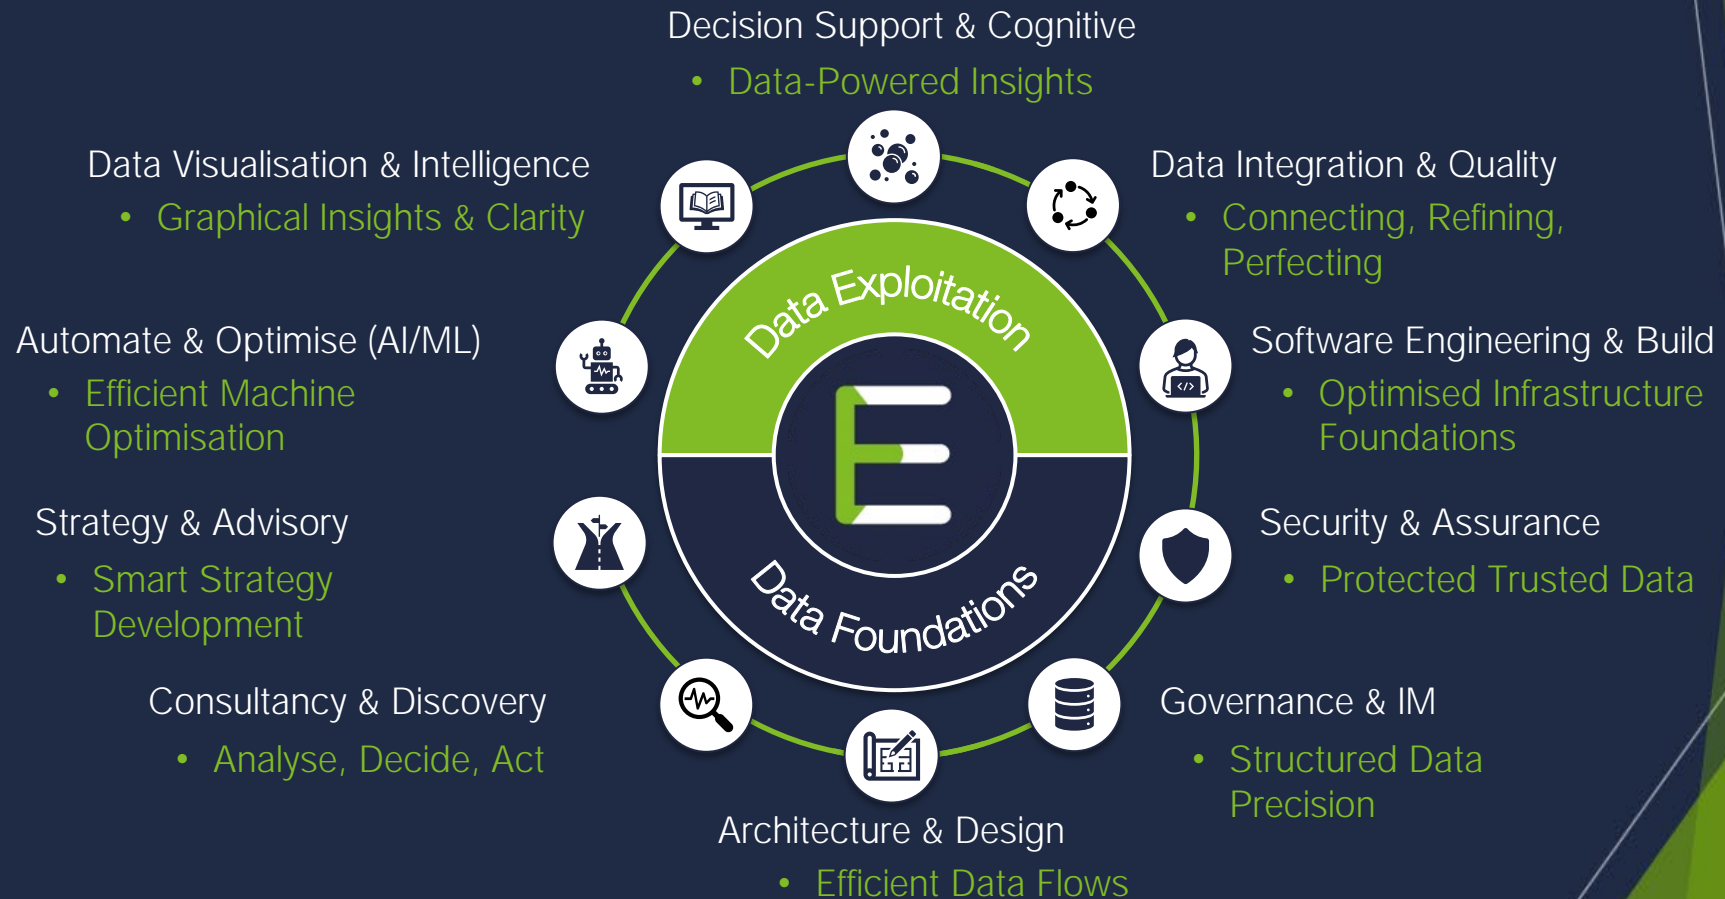 Decision Support & Cognitive
• Data-Powered Insights
Data Visualisation & Intelligence
• Graphical Insights & Clarity
Data Integration & Quality
• Connecting, Refining,
Perfecting
Automate & Optimise (AI/ML)
• Efficient Machine
Optimisation
Software Engineering & Build
• Optimised Infrastructure
Foundations
Data Exploitation
E
Data Foundations
Strategy & Advisory
• Smart Strategy
Development
Security & Assurance
• Protected Trusted Data
Consultancy & Discovery
• Analyse, Decide, Act
Governance & IM
• Structured Data
Precision
Architecture & Design
• Efficient Data Flows